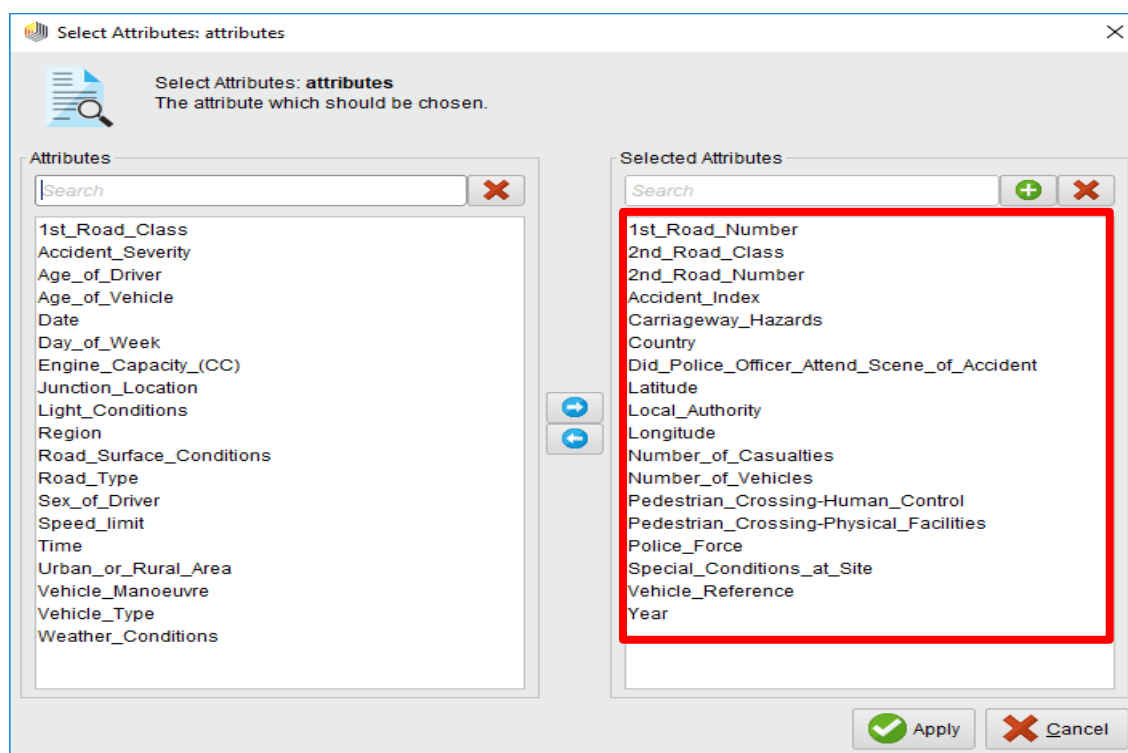 Select Attributes: attributes
Select Attributes: attributes
The attribute which should be chosen.
Attributes
Search
1st_Road_Class
Accident_Severity
Age_of_Driver
Age_of_Vehicle
Date
Day_of_Week
Engine_Capacity_(CC)
Junction_Location
Light_Conditions
Region
Road_Surface_Conditions
Road_Type
Sex_of_Driver
Speed_limit
Time
Urban_or_Rural_Area
Vehicle_Manoeuvre
Vehicle_Type
Weather_Conditions
Selected Attributes
Search
1st_Road_Number
2nd_Road_Class
2nd_Road_Number
Accident_Index
Carriageway_Hazards
Country
Did_Police_Officer_Attend_Scene_of_Accident
Latitude
Local_Authority
Longitude
Number_of_Casualties
Number_of_Vehicles
Pedestrian_Crossing-Human_Control
Pedestrian_Crossing-Physical_Facilities
Police_Force
Special_Conditions_at_Site
Vehicle_Reference
Year
Apply
Cancel